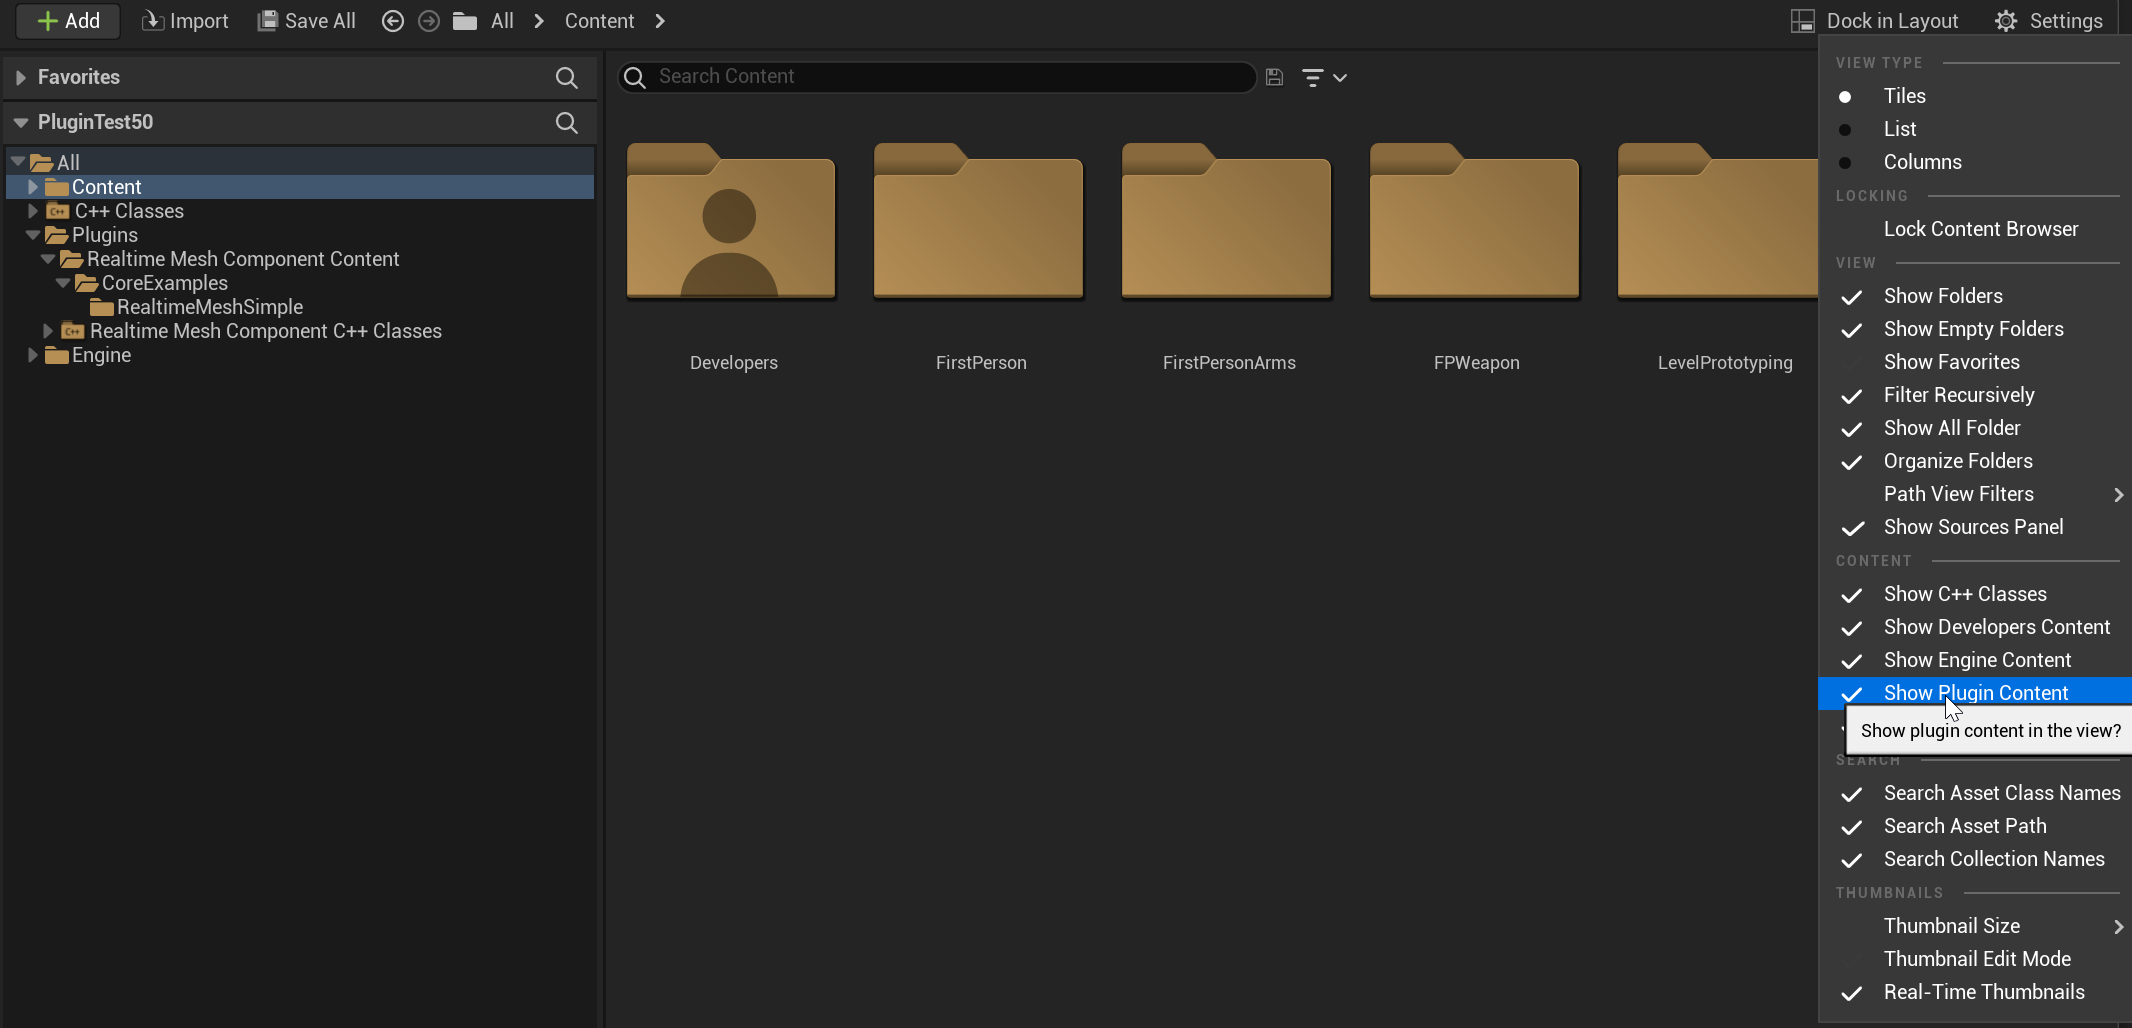 Add
Import
Save All
All
Content
Dock in Layout
Settings
Favorites
PluginTest50
All
Content
C++ Classes
Plugins
Realtime Mesh Component Content
CoreExamples
RealtimeMeshSimple
Realtime Mesh Component C++ Classes
Engine
Search Content
Developers
FirstPerson
FirstPersonArms
FPWeapon
LevelPrototyping
VIEW TYPE
Tiles
List
Columns
LOCKING
Lock Content Browser
VIEW
Show Folders
Show Empty Folders
Show Favorites
Filter Recursively
Show All Folder
Organize Folders
Path View Filters
Show Sources Panel
CONTENT
Show C++ Classes
Show Developers Content
Show Engine Content
Show Plugin Content
Show plugin content in the view?
SEARCH
Search Asset Class Names
Search Asset Path
Search Collection Names
THUMBNAILS
Thumbnail Size
Thumbnail Edit Mode
Real-Time Thumbnails